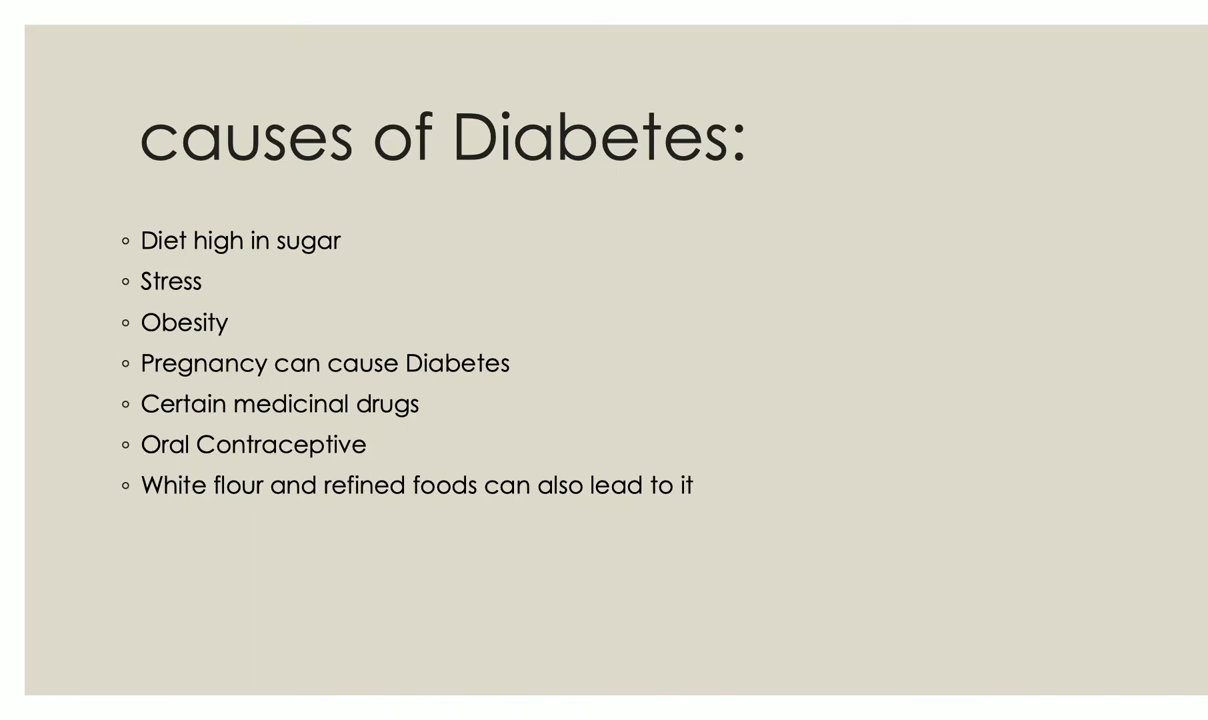 causes of Diabetes:
◦ Diet high in sugar
◦ Stress
◦ Obesity
◦ Pregnancy can cause Diabetes
◦ Certain medicinal drugs
◦ Oral Contraceptive
◦ White flour and refined foods can also lead to it